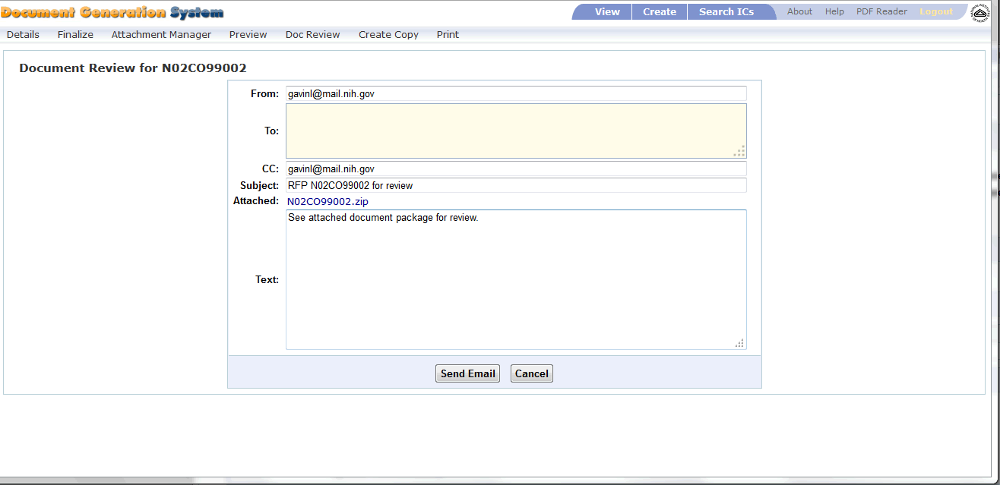 Document Generation System
View Create Search ICs About Help PDF Reader Logout
Details Finalize Attachment Manager Preview Doc Review Create Copy Print
Document Review for N02CO99002
From: gavinl@mail.nih.gov
To:
CC: gavinl@mail.nih.gov
Subject: RFP N02CO99002 for review
Attached: N02CO99002.zip
See attached document package for review.
Text:
Send Email Cancel